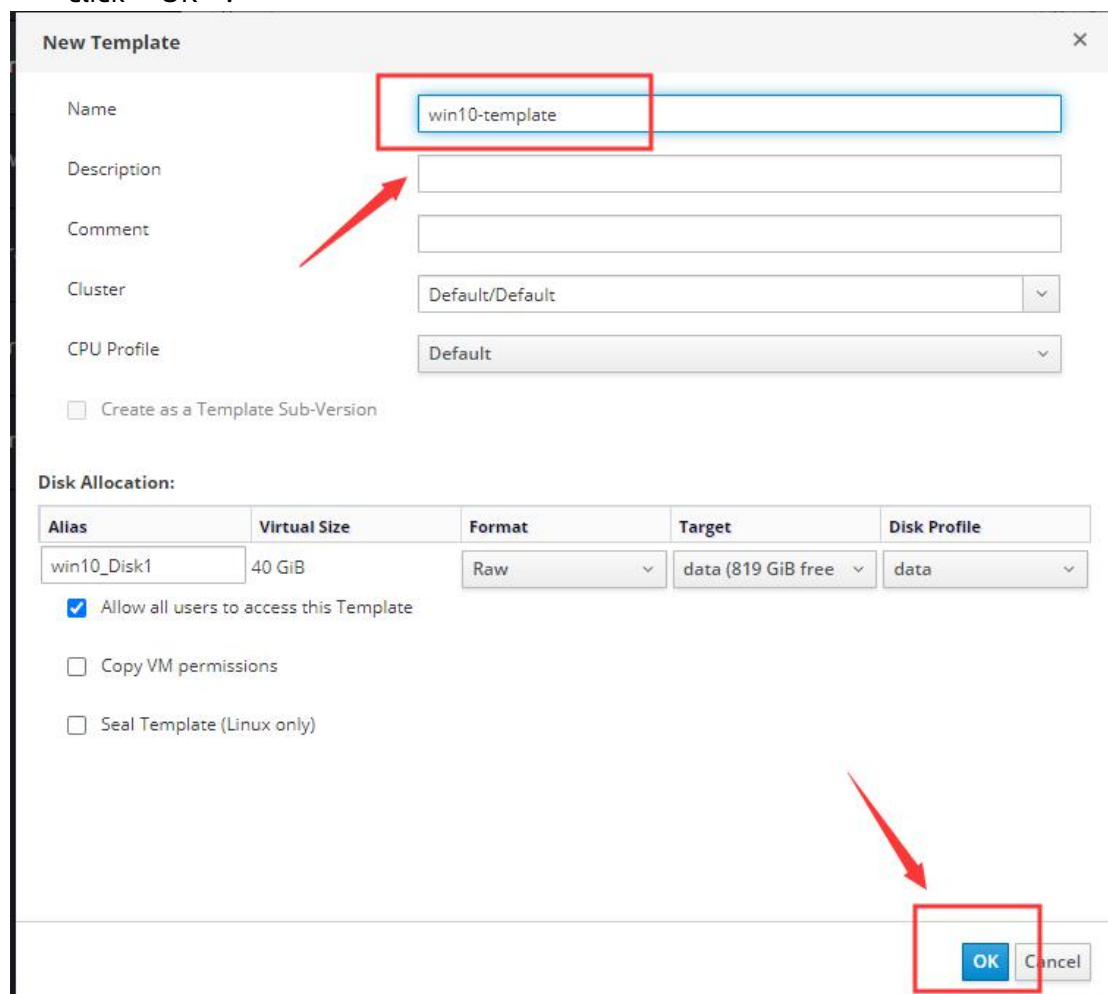 click " OK " .
New Template
Name
win10-template
Description
Comment
Cluster
Default/Default
CPU Profile
Default
Create as a Template Sub-Version
Disk Allocation:
Alias Virtual Size Format Target Disk Profile
win10_Disk1 40 GiB Raw data (819 GiB free data
Allow all users to access this Template
Copy VM permissions
Seal Template (Linux only)
OK Cancel